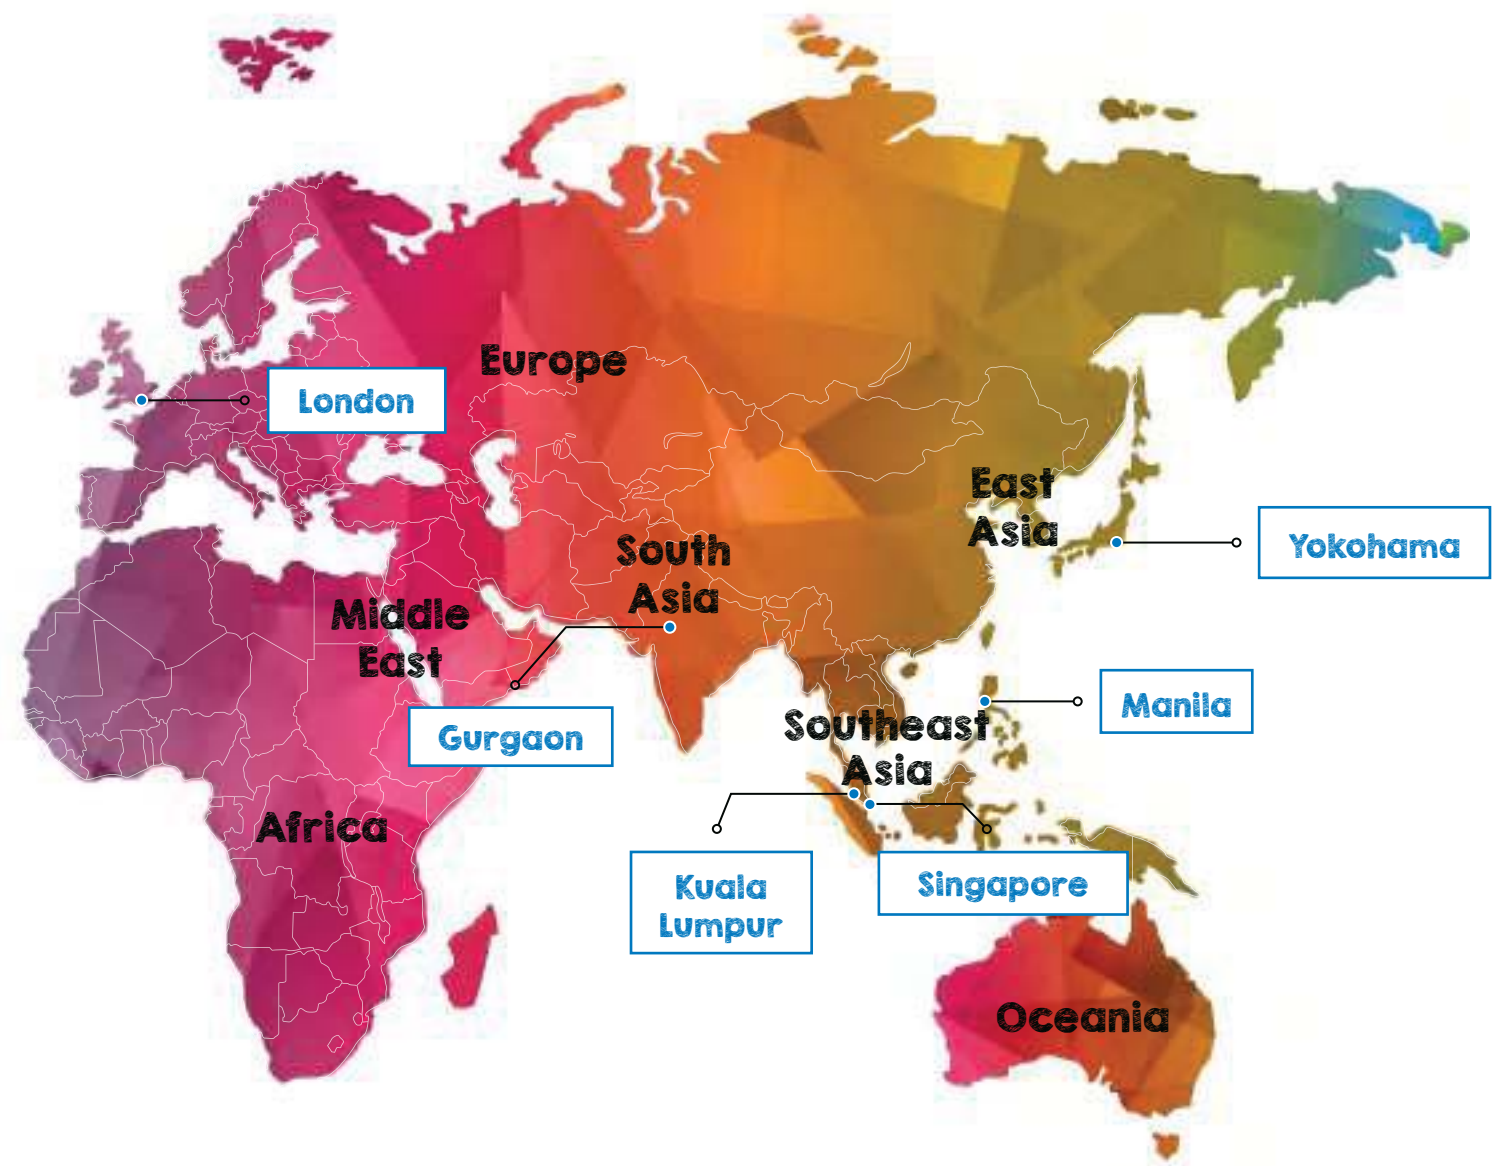 Europe
London
East
Asia
Yokohama
South
Asia
Middle
East
Manila
Gurgaon
Southeast
Asia
Africa
Kuala
Lumpur
Singapore
Oceania